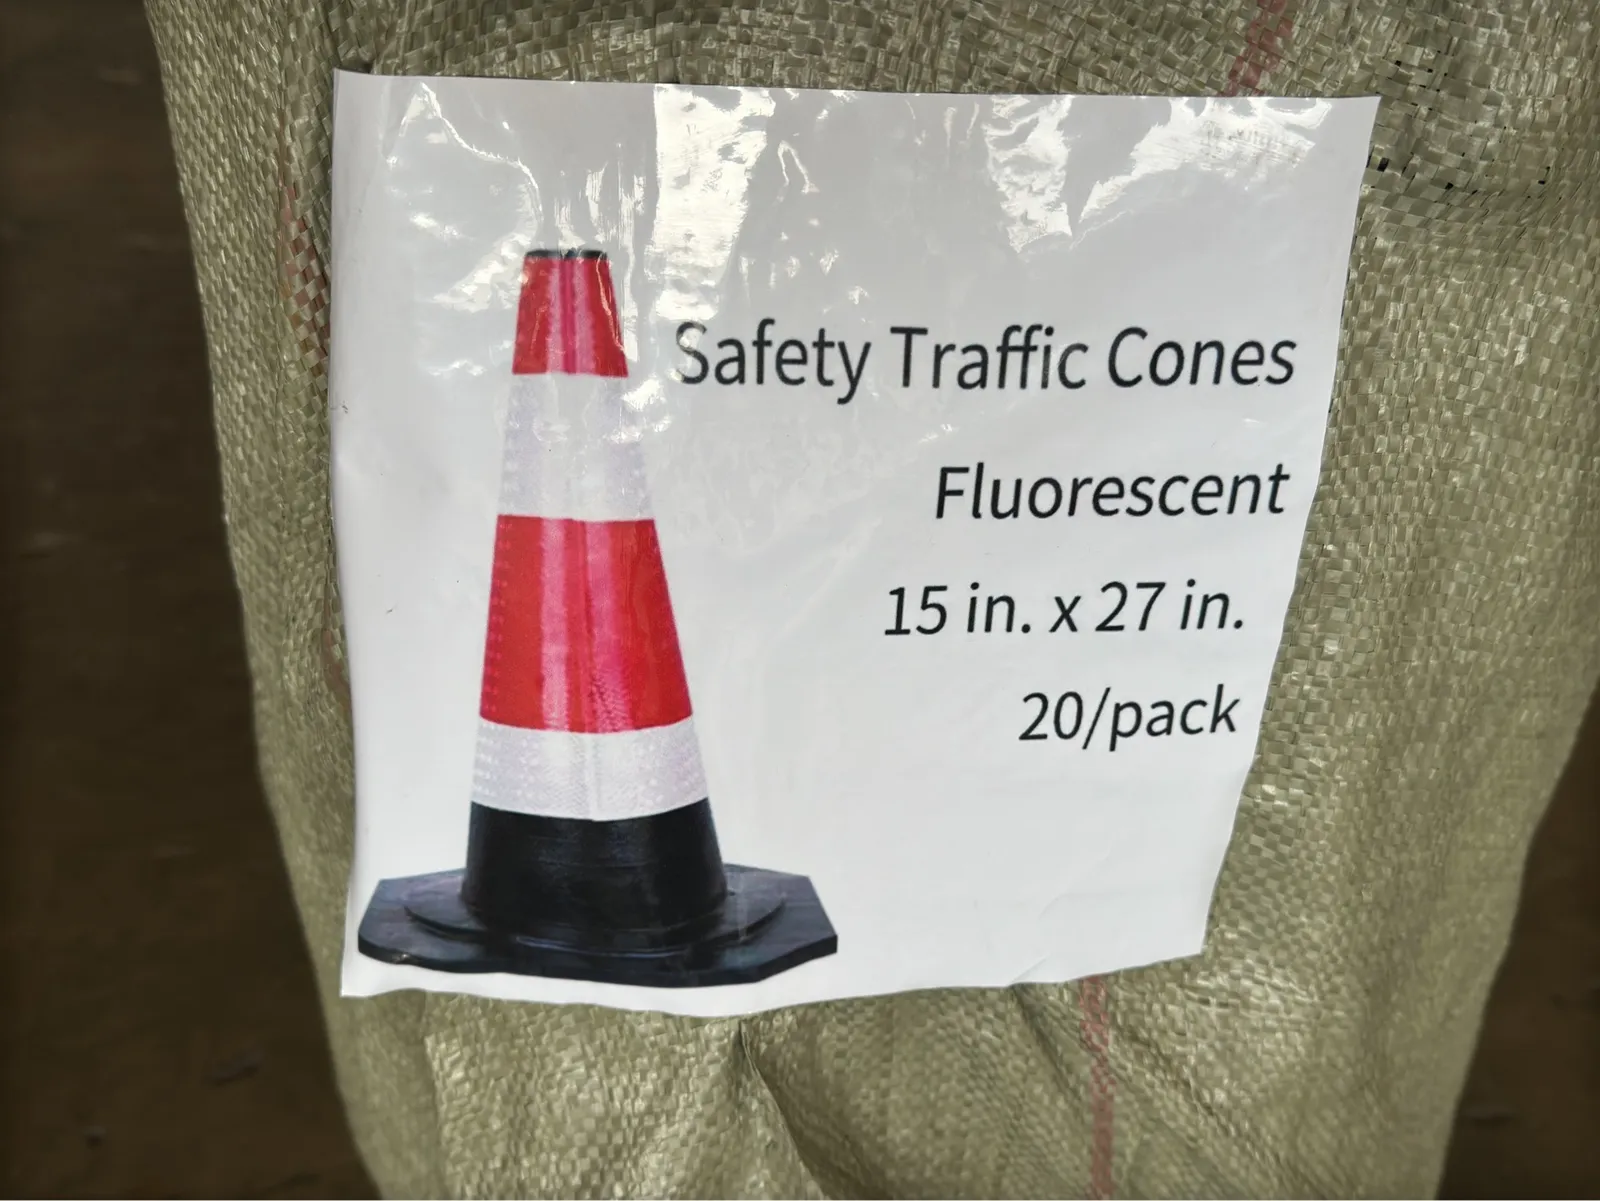 Safety Traffic Cones
Fluorescent
15 in. x 27 in.
20/pack